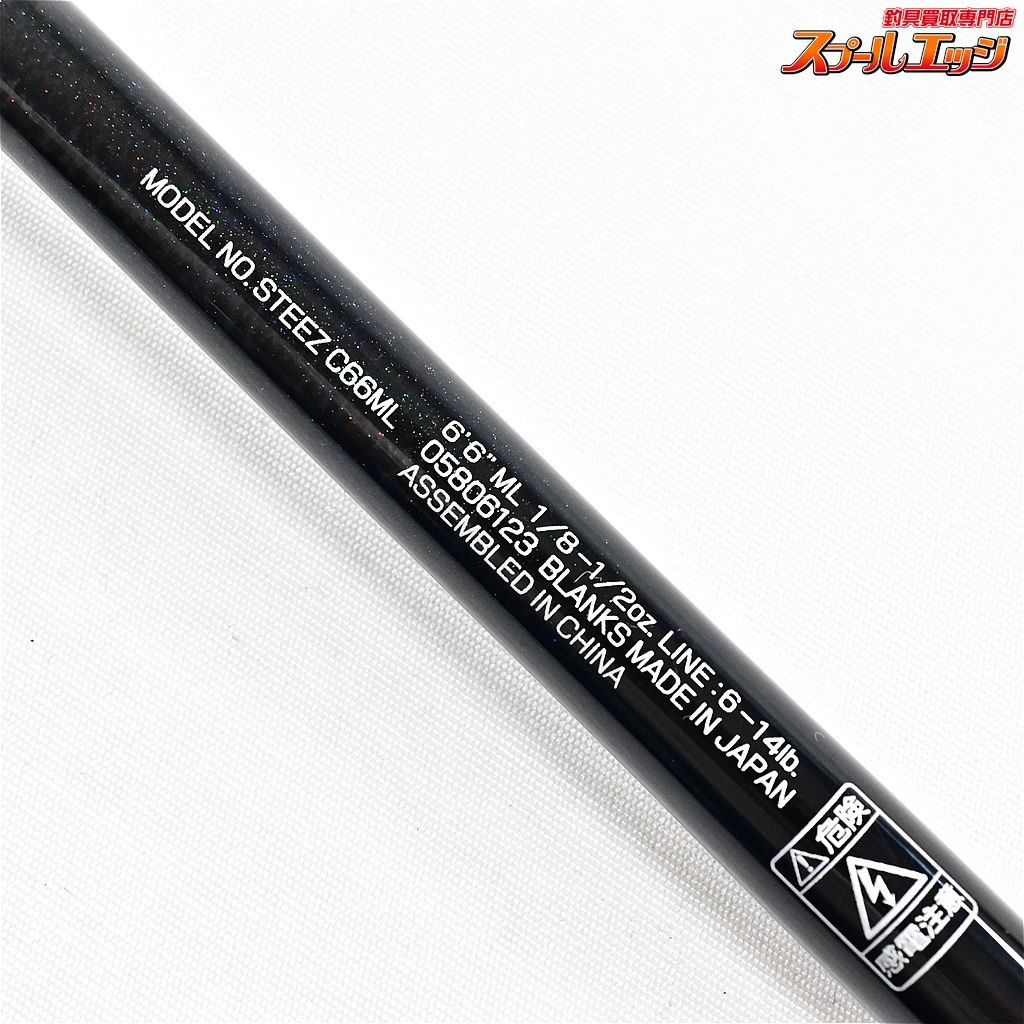 釣具買取専門店
スプールエッジ
MODEL NO. STEEZ C66ML
6'6" ML 1/8-1/2oz. LINE : 6-14lb.
05806123 BLANKS MADE IN JAPAN
ASSEMBLED IN CHINA
危険
感電注意